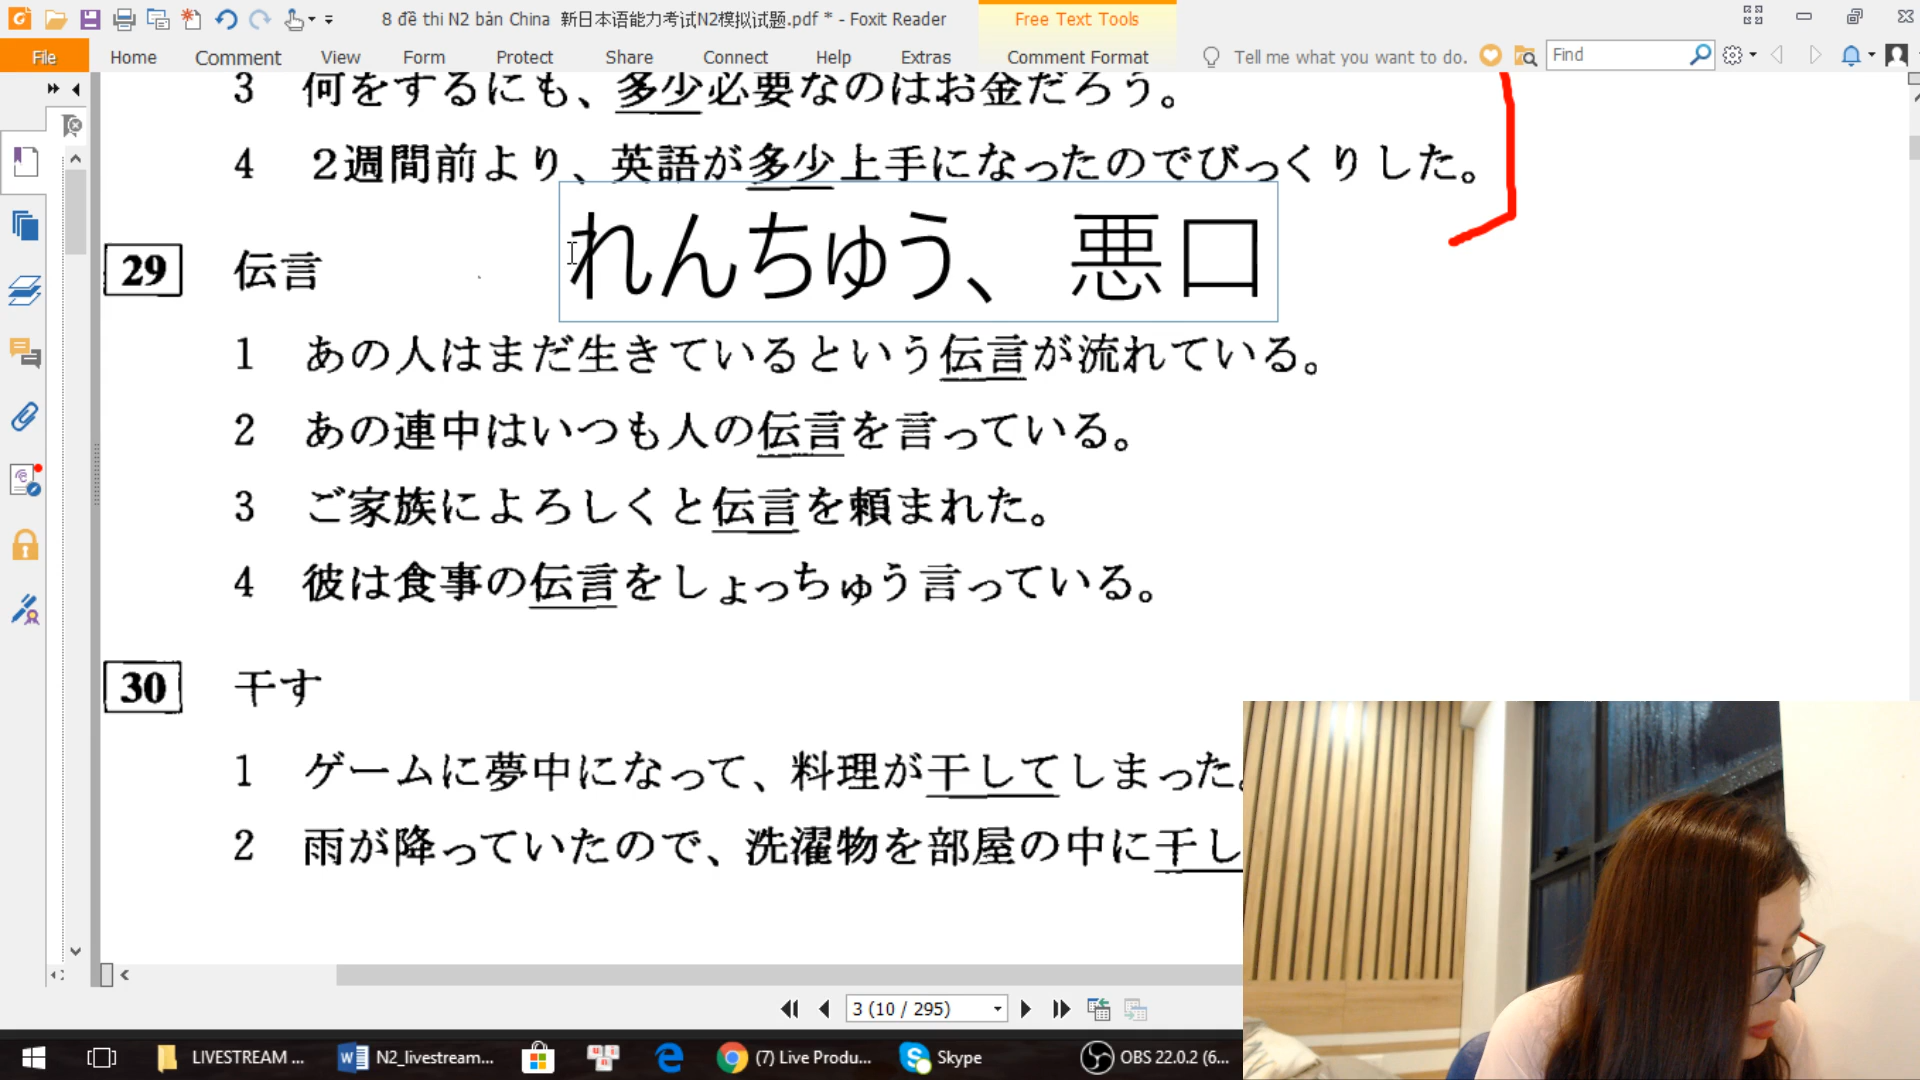 8 đề thi N2 bản China 新日本语能力考试N2模拟试题.pdf * - Foxit Reader
Free Text Tools
File Home Comment View Form Protect Share Connect Help Extras Comment Format Tell me what you want to do. Find
3 何をするにも、多少必要なのはお金だろう。
4 2週間前より、英語が多少上手になったのでびっくりした。
れんちゅう、 悪口
29 伝言
1 あの人はまだ生きているという伝言が流れている。
2 あの連中はいつも人の伝言を言っている。
3 ご家族によろしくと伝言を頼まれた。
4 彼は食事の伝言をしょっちゅう言っている。
30 干す
1 ゲームに夢中になって、料理が干してしまった。
2 雨が降っていたので、洗濯物を部屋の中に干し
3 (10 / 295)
LIVESTREAM ... N2_livestream... (7) Live Produ... Skype OBS 22.0.2 (6...